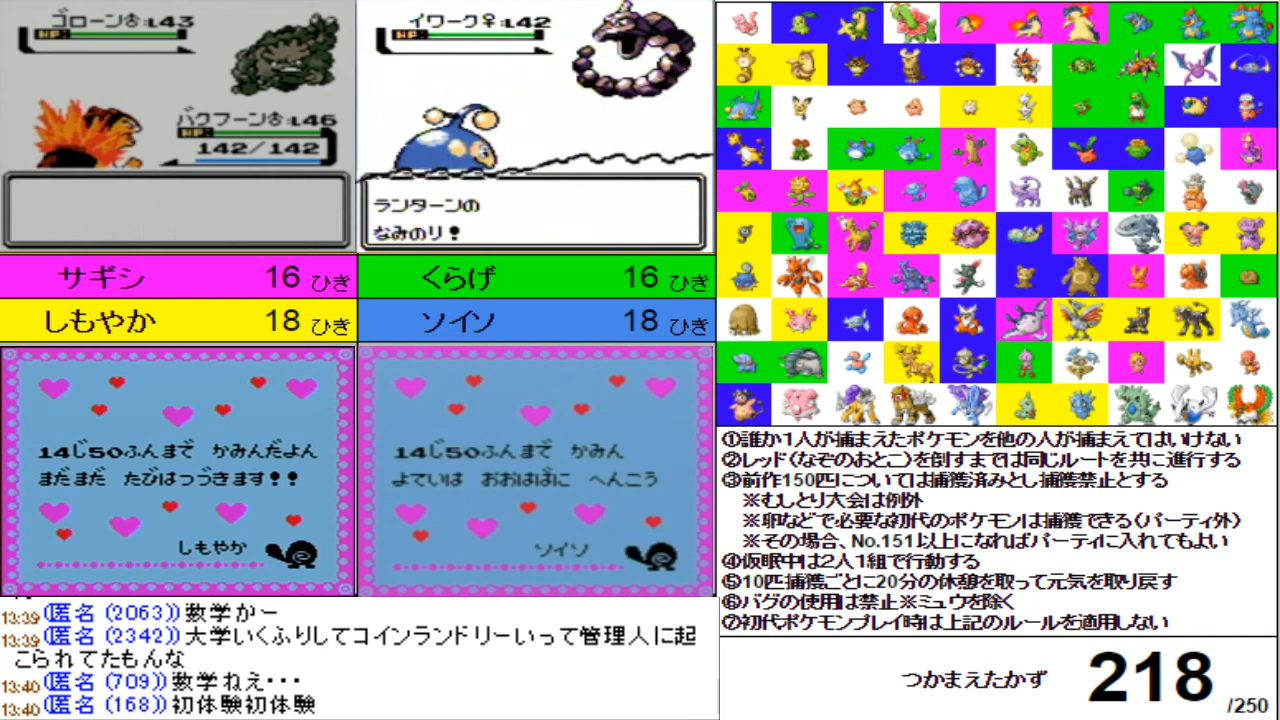 ゴローン♂:L43
HP:
バクフーン♂:L46
HP:
142/142
イワーク♀:L42
HP:
ランターンの
なみのり!
サギシ 16 ひき
くらげ 16 ひき
しもやか 18 ひき
ソイソ 18 ひき
14じ50ふんまで かみんだよん
まだまだ たびはつづきます!!
しもやか
14じ50ふんまで かみん
よていは おおはばに へんこう
ソイソ
13:39 (匿名 (2063)) 数学かー
13:39 (匿名 (2342)) 大学いくふりしてコインランドリーいって管理人に起
こられてたもんな
13:40 (匿名 (709)) 数学ねえ・・・
13:40 (匿名 (168)) 初体験初体験
①誰か1人が捕まえたポケモンを他の人が捕まえてはいけない
②レッド(なぞのおとこ)を倒すまでは同じルートを共に進行する
③前作150匹については捕獲済みとし捕獲禁止とする
※むしとり大会は例外
※卵などで必要な初代のポケモンは捕獲できる(パーティ外)
※その場合、No.151以上になればパーティに入れてもよい
④仮眠中は2人1組で行動する
⑤10匹捕獲ごとに20分の休憩を取って元気を取り戻す
⑥バグの使用は禁止※ミュウを除く
⑦初代ポケモンプレイ時は上記のルールを適用しない
つかまえたかず 218 /250